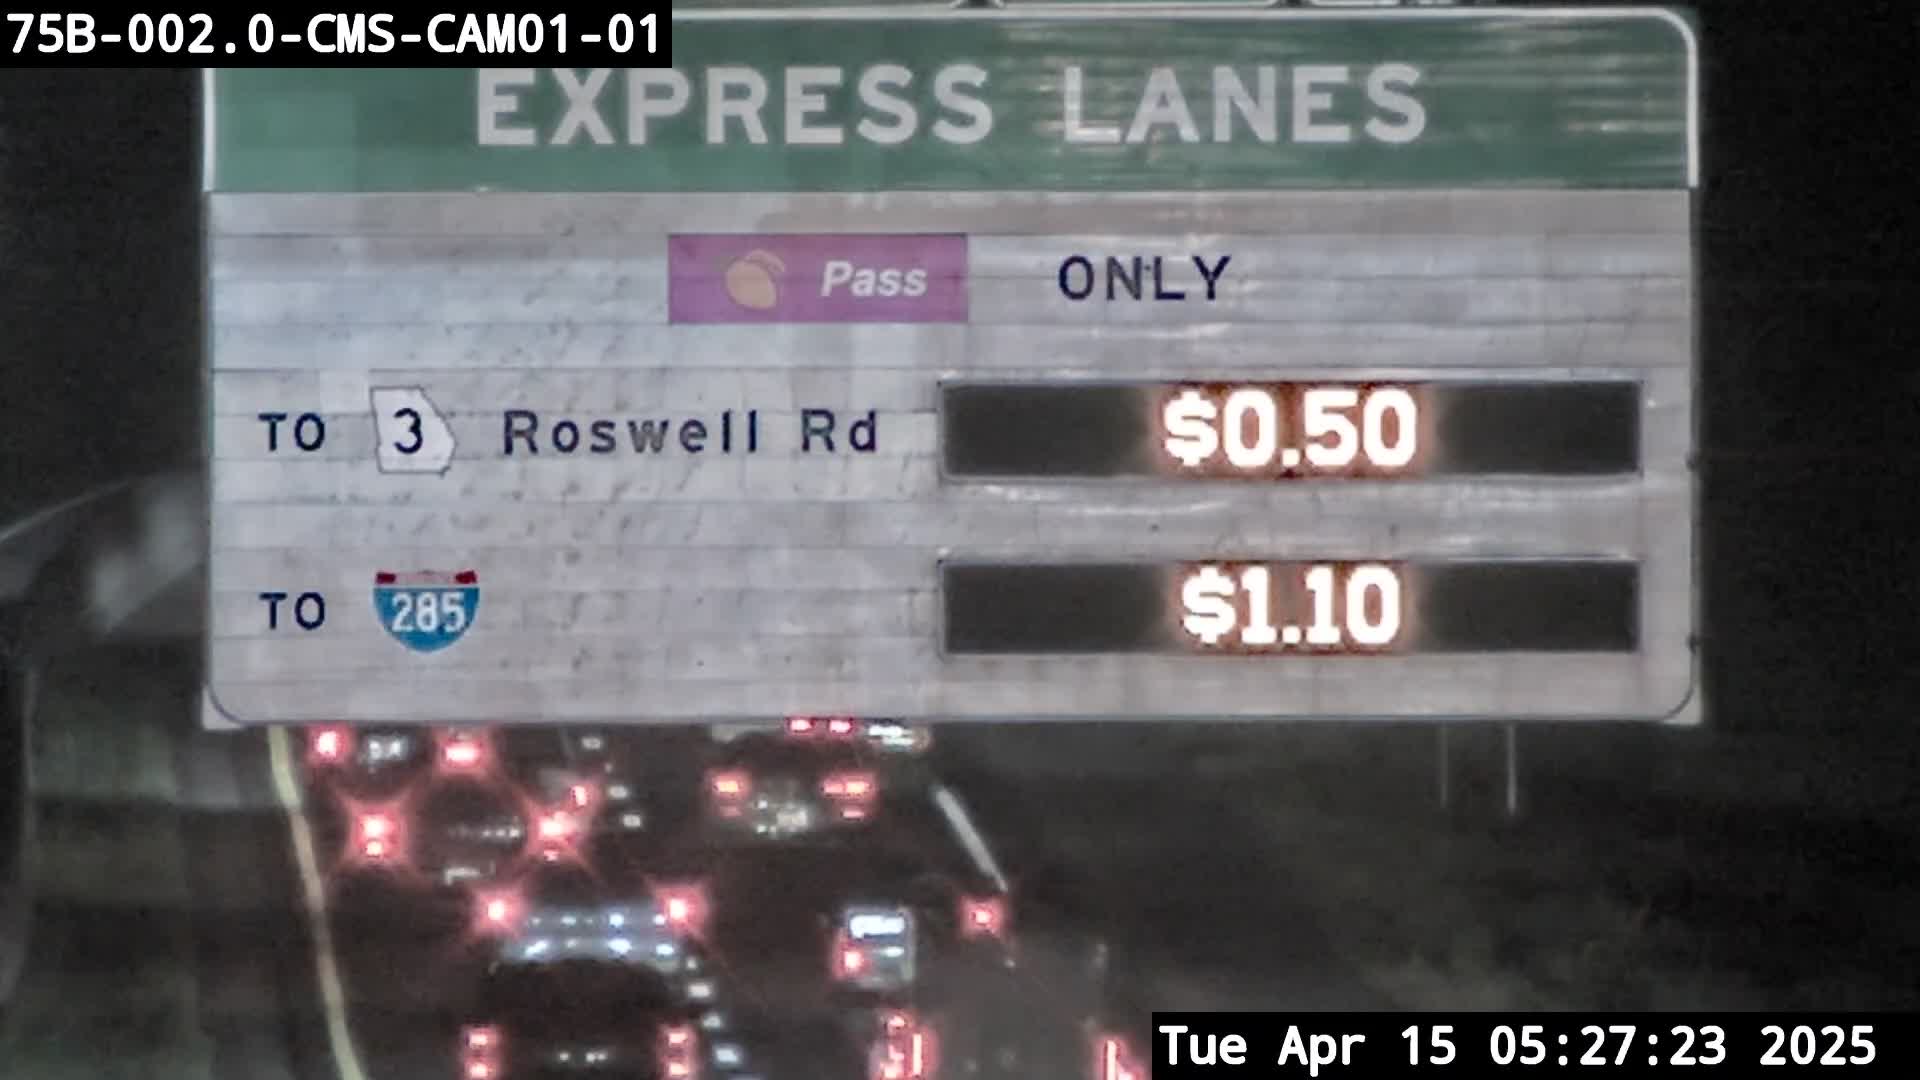 75B-002.0-CMS-CAM01-01
EXPRESS LANES
Pass ONLY
TO 3 Roswell Rd $0.50
TO 285 $1.10
Tue Apr 15 05:27:23 2025